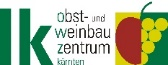 lk obst- und
weinbau
zentrum
kärnten